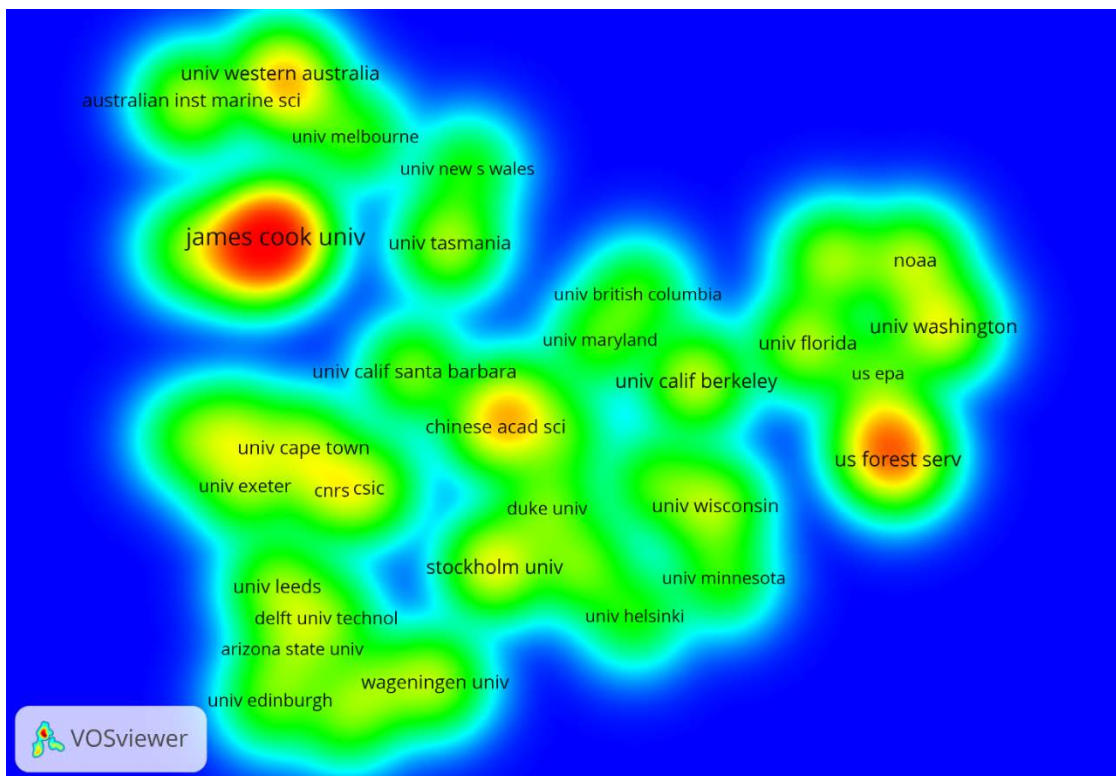 univ western australia
australian inst marine sci
univ melbourne
univ new s wales
james cook univ
univ tasmania
noaa
univ british columbia
univ washington
univ maryland
univ florida
univ calif santa barbara
univ calif berkeley
us epa
chinese acad sci
univ cape town
us forest serv
univ exeter
cnrs csic
duke univ
univ wisconsin
stockholm univ
univ minnesota
univ leeds
delft univ technol
univ helsinki
arizona state univ
wageningen univ
univ edinburgh
VOSviewer